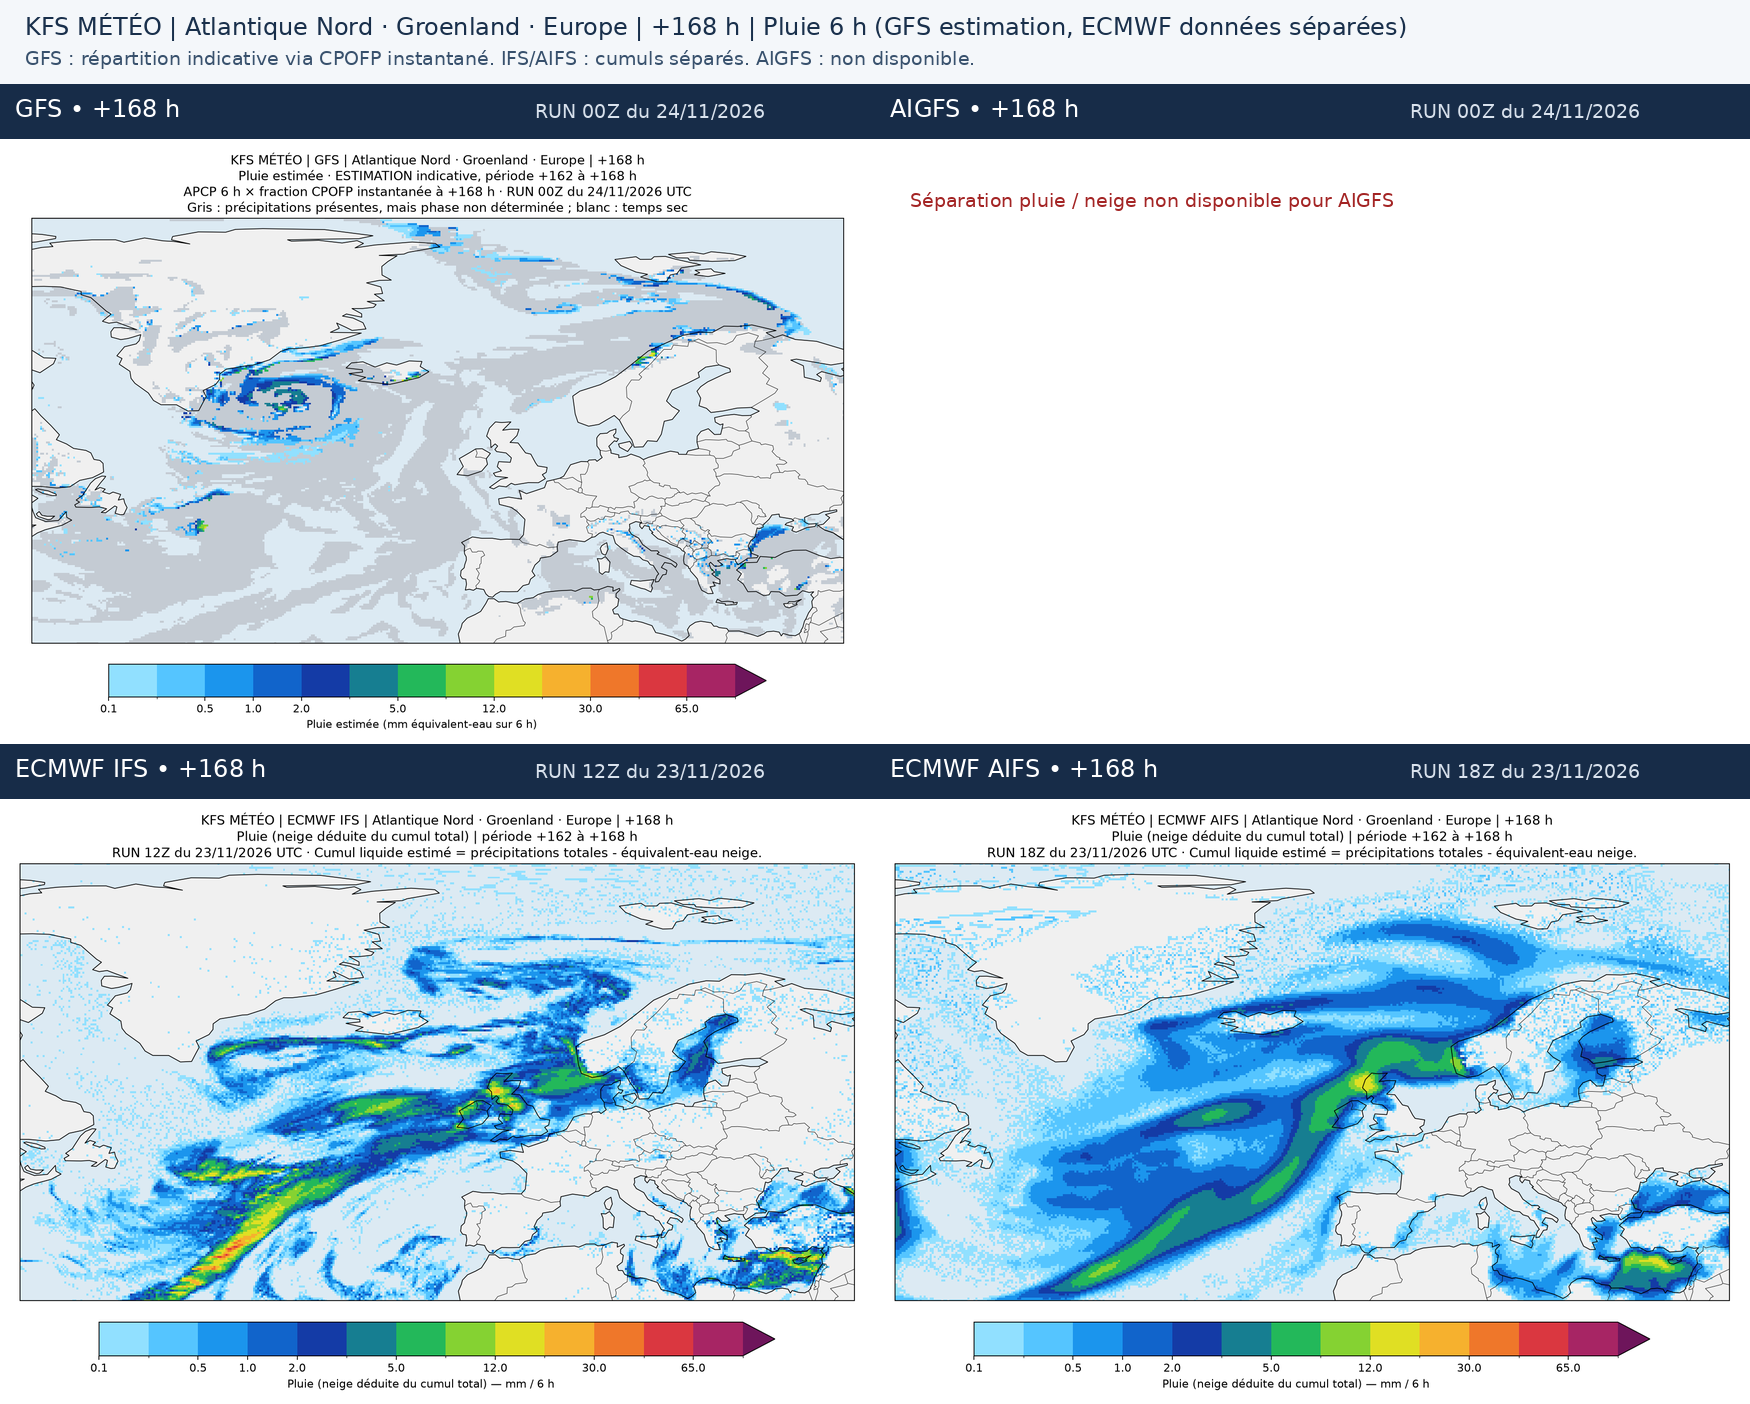 KFS MÉTÉO | Atlantique Nord · Groenland · Europe | +168 h | Pluie 6 h (GFS estimation, ECMWF données séparées)
GFS : répartition indicative via CPOFP instantané. IFS/AIFS : cumuls séparés. AIGFS : non disponible.
GFS • +168 h RUN 00Z du 24/11/2026
AIGFS • +168 h RUN 00Z du 24/11/2026
KFS MÉTÉO | GFS | Atlantique Nord · Groenland · Europe | +168 h
Pluie estimée · ESTIMATION indicative, période +162 à +168 h
APCP 6 h × fraction CPOFP instantanée à +168 h · RUN 00Z du 24/11/2026 UTC
Gris : précipitations présentes, mais phase non déterminée ; blanc : temps sec
0.1 0.5 1.0 2.0 5.0 12.0 30.0 65.0
Pluie estimée (mm équivalent-eau sur 6 h)
Séparation pluie / neige non disponible pour AIGFS
ECMWF IFS • +168 h RUN 12Z du 23/11/2026
ECMWF AIFS • +168 h RUN 18Z du 23/11/2026
KFS MÉTÉO | ECMWF IFS | Atlantique Nord · Groenland · Europe | +168 h
Pluie (neige déduite du cumul total) | période +162 à +168 h
RUN 12Z du 23/11/2026 UTC · Cumul liquide estimé = précipitations totales - équivalent-eau neige.
0.1 0.5 1.0 2.0 5.0 12.0 30.0 65.0
Pluie (neige déduite du cumul total) — mm / 6 h
KFS MÉTÉO | ECMWF AIFS | Atlantique Nord · Groenland · Europe | +168 h
Pluie (neige déduite du cumul total) | période +162 à +168 h
RUN 18Z du 23/11/2026 UTC · Cumul liquide estimé = précipitations totales - équivalent-eau neige.
0.1 0.5 1.0 2.0 5.0 12.0 30.0 65.0
Pluie (neige déduite du cumul total) — mm / 6 h